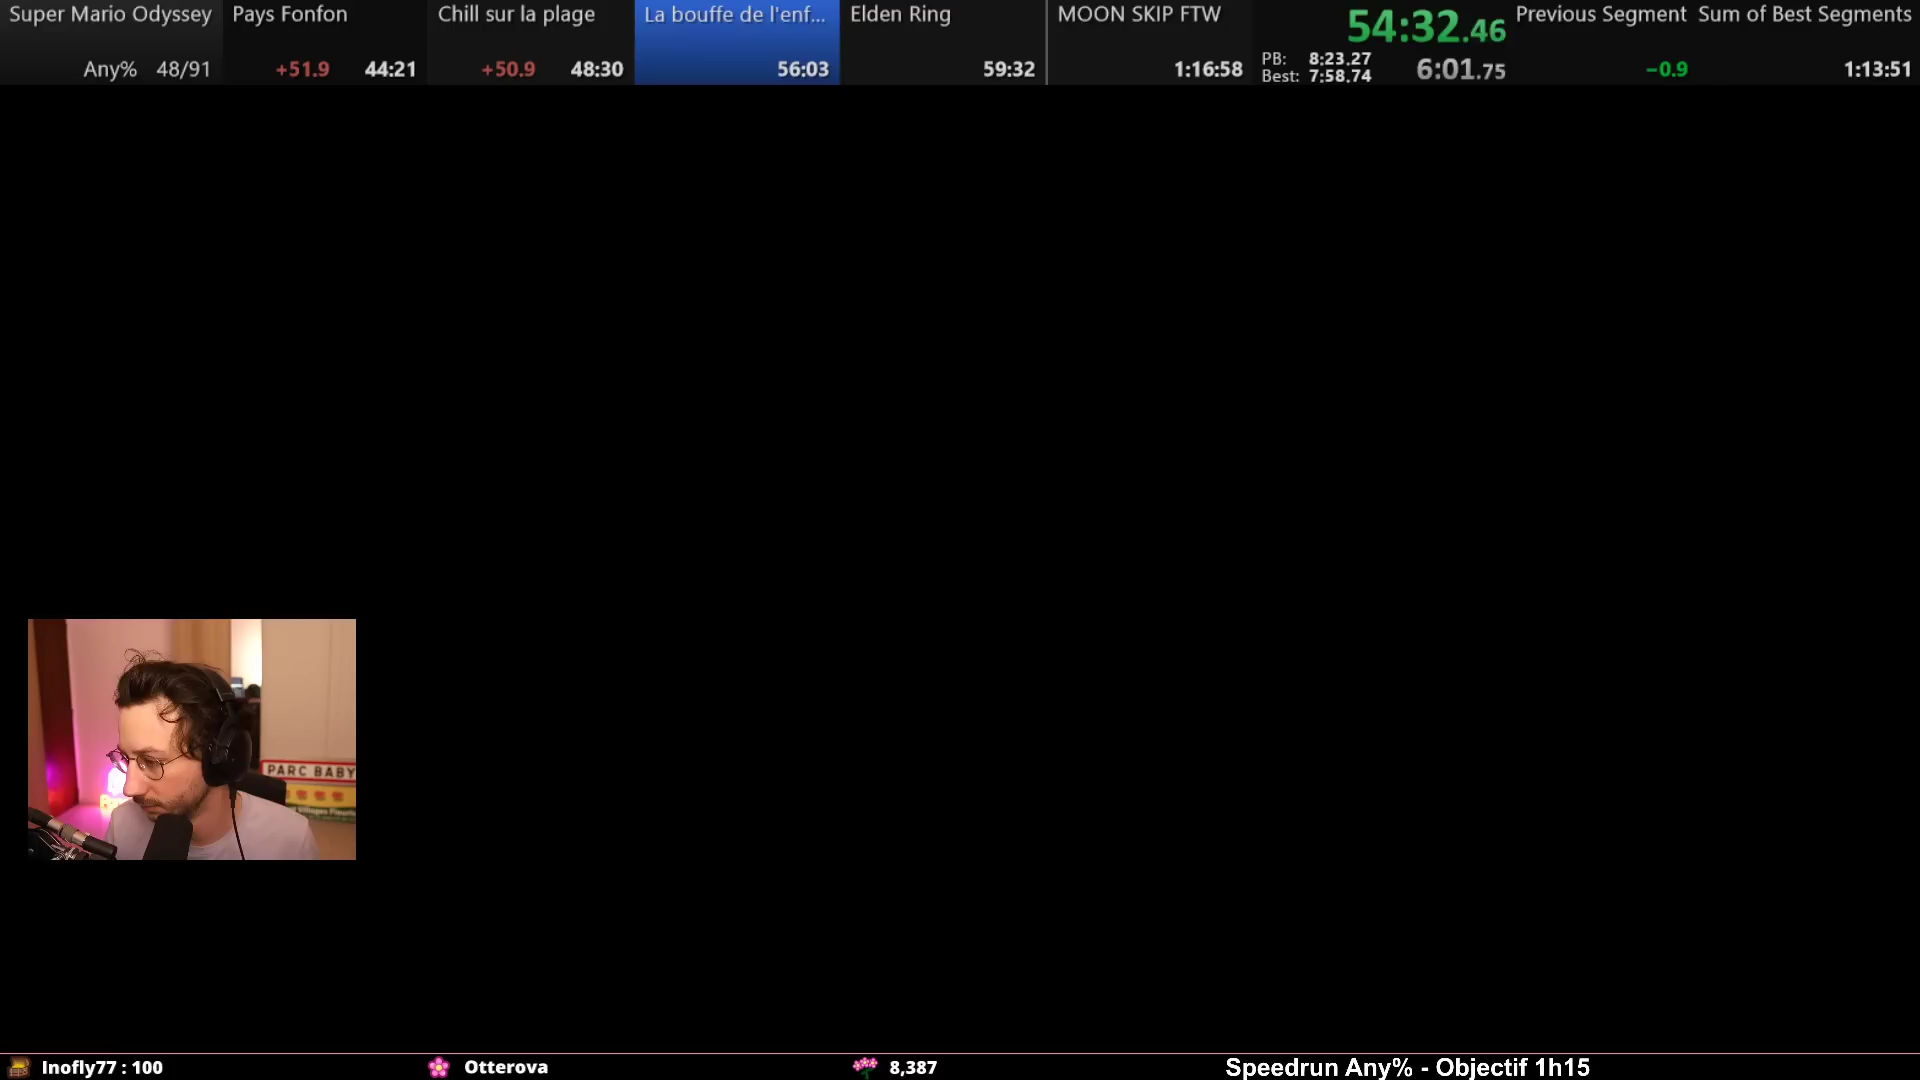 Super Mario Odyssey
Any% 48/91
Pays Fonfon
+51.9 44:21
Chill sur la plage
+50.9 48:30
La bouffe de l'enf...
56:03
Elden Ring
59:32
MOON SKIP FTW
1:16:58
54:32.46
PB: 8:23.27
Best: 7:58.74
6:01.75
Previous Segment
-0.9
Sum of Best Segments
1:13:51
PARC BABY
Inofly77 : 100
Otterova
8,387
Speedrun Any% - Objectif 1h15